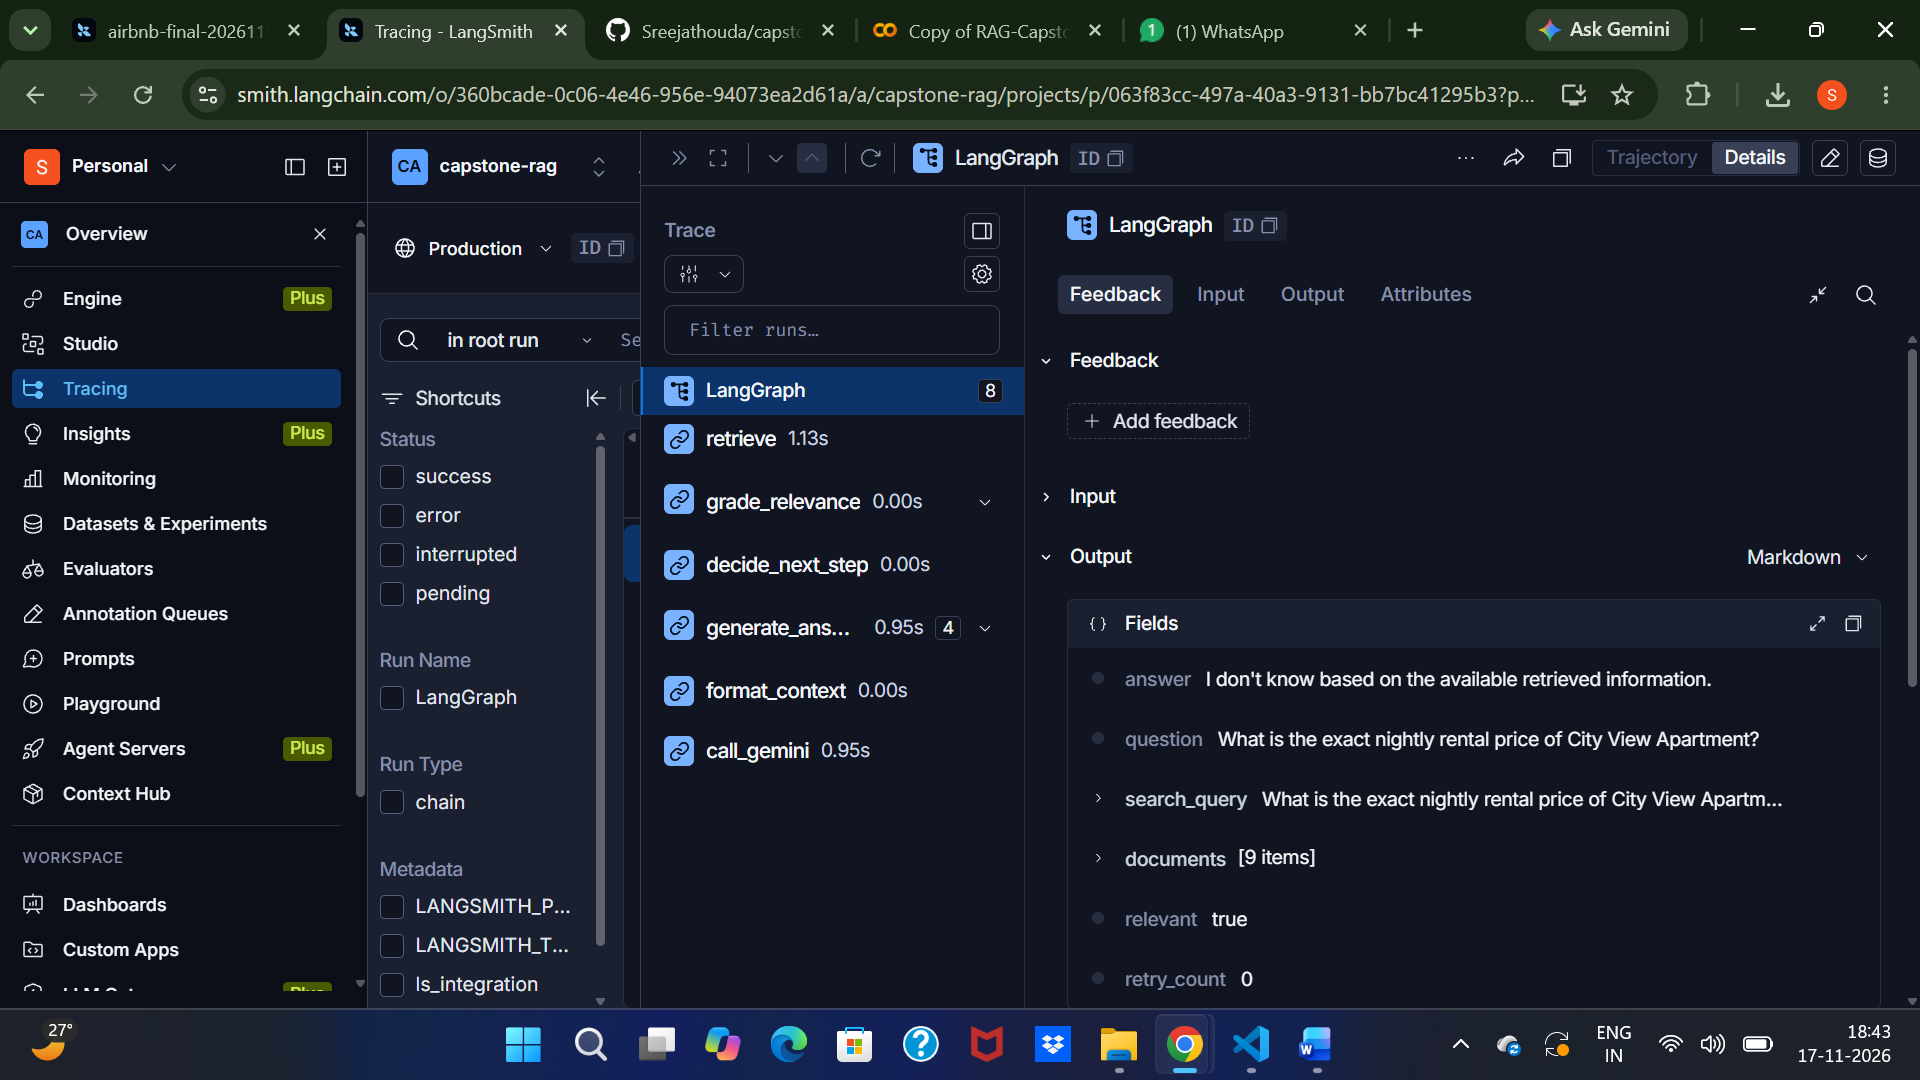 airbnb-final-202611
Tracing - LangSmith
Sreejathouda/capst
Copy of RAG-Capst
1
(1) WhatsApp
Ask Gemini
smith.langchain.com/o/360bcade-0c06-4e46-956e-94073ea2d61a/a/capstone-rag/projects/p/063f83cc-497a-40a3-9131-bb7bc41295b3?p...
S
S
Personal
CA
Overview
Engine
Plus
Studio
Tracing
Insights
Plus
Monitoring
Datasets & Experiments
Evaluators
Annotation Queues
Prompts
Playground
Agent Servers
Plus
Context Hub
WORKSPACE
Dashboards
Custom Apps
CA
capstone-rag
Production
ID
in root run
Se
Shortcuts
Status
success
error
interrupted
pending
Run Name
LangGraph
Run Type
chain
Metadata
LANGSMITH_P...
LANGSMITH_T...
ls_integration
LangGraph
ID
Trajectory
Details
Trace
Filter runs…
LangGraph
8
retrieve 1.13s
grade_relevance 0.00s
decide_next_step 0.00s
generate_ans... 0.95s 4
format_context 0.00s
call_gemini 0.95s
LangGraph
ID
Feedback
Input
Output
Attributes
Feedback
+ Add feedback
Input
Output
Markdown
{} Fields
answer I don't know based on the available retrieved information.
question What is the exact nightly rental price of City View Apartment?
search_query What is the exact nightly rental price of City View Apartm...
documents [9 items]
relevant true
retry_count 0
27°
ENG
IN
18:43
17-11-2026